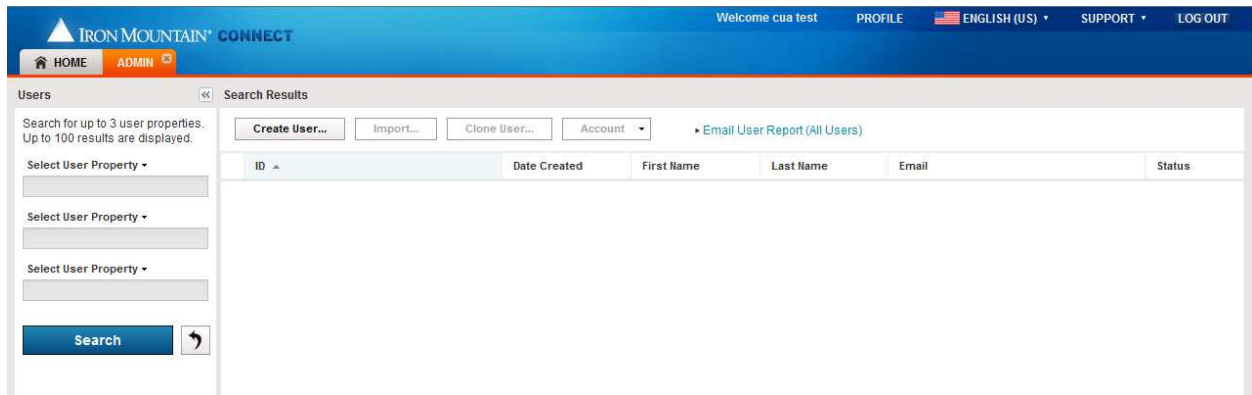 Welcome cua test PROFILE ENGLISH (US) SUPPORT LOG OUT
IRON MOUNTAIN® CONNECT
HOME ADMIN
Users
Search for up to 3 user properties.
Up to 100 results are displayed.
Select User Property
Select User Property
Select User Property
Search
Search Results
Create User... Import... Clone User... Account Email User Report (All Users)
ID Date Created First Name Last Name Email Status